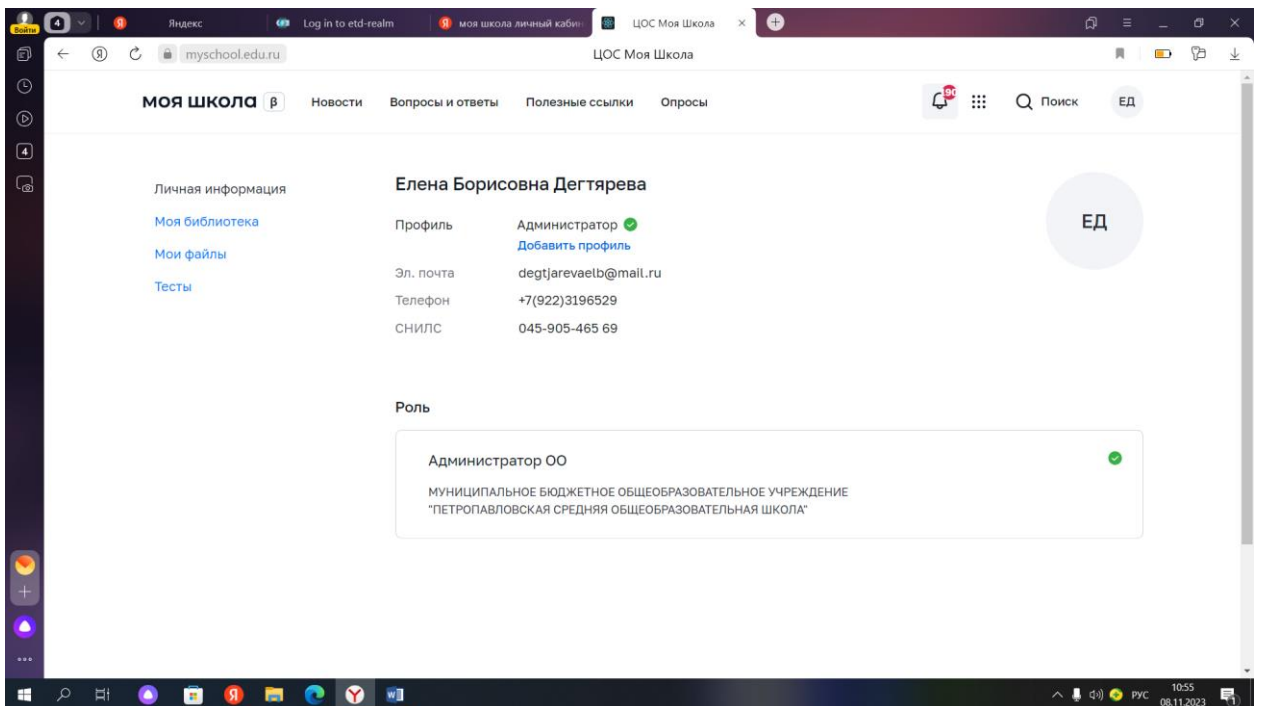 Войти
4
Яндекс
Log in to etd-realm
моя школа личный кабин
ЦОС Моя Школа
myschool.edu.ru
ЦОС Моя Школа
4
МОЯ ШКОЛА β
Новости
Вопросы и ответы
Полезные ссылки
Опросы
90
Поиск
ЕД
Личная информация
Моя библиотека
Мои файлы
Тесты
Елена Борисовна Дегтярева
Профиль Администратор
Добавить профиль
Эл. почта degtjarevaelb@mail.ru
Телефон +7(922)3196529
СНИЛС 045-905-465 69
ЕД
Роль
Администратор ОО
МУНИЦИПАЛЬНОЕ БЮДЖЕТНОЕ ОБЩЕОБРАЗОВАТЕЛЬНОЕ УЧРЕЖДЕНИЕ
"ПЕТРОПАВЛОВСКАЯ СРЕДНЯЯ ОБЩЕОБРАЗОВАТЕЛЬНАЯ ШКОЛА"
РУС
10:55
08.11.2023